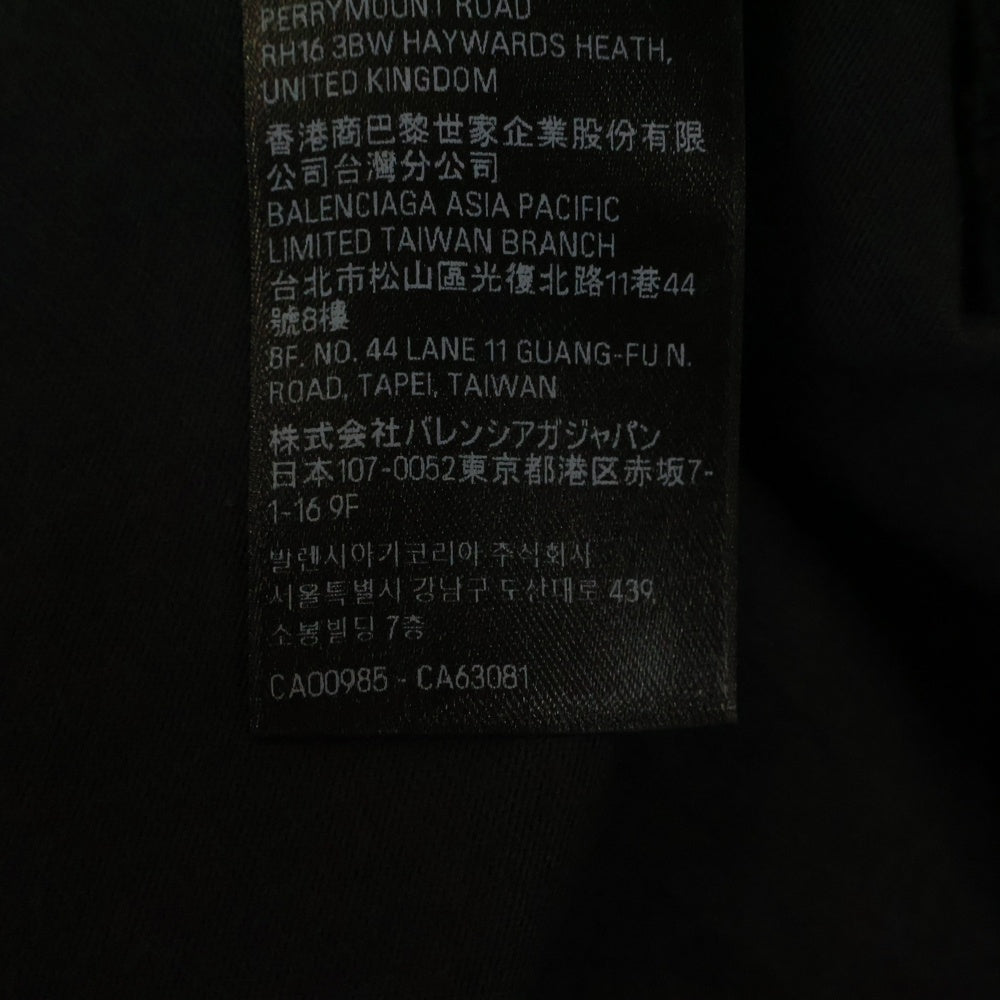 PERRYMOUNT ROAD
RH16 3BW HAYWARDS HEATH,
UNITED KINGDOM
香港商巴黎世家企業股份有限
公司台灣分公司
BALENCIAGA ASIA PACIFIC
LIMITED TAIWAN BRANCH
台北市松山區光復北路11巷44
號8樓
8F. NO. 44 LANE 11 GUANG-FU N.
ROAD, TAPEI, TAIWAN
株式会社バレンシアガジャパン
日本107-0052東京都港区赤坂7-
1-16 9F
발렌시아가코리아 주식회사
서울특별시 강남구 도산대로 439,
소봉빌딩 7층
CA00985 - CA63081